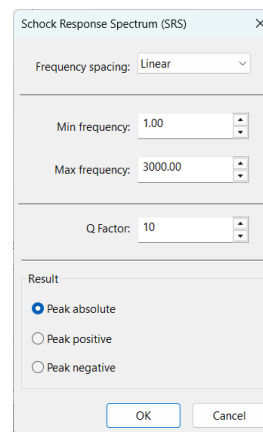 Schock Response Spectrum (SRS)
Frequency spacing: Linear
Min frequency: 1.00
Max frequency: 3000.00
Q Factor: 10
Result
Peak absolute
Peak positive
Peak negative
OK Cancel